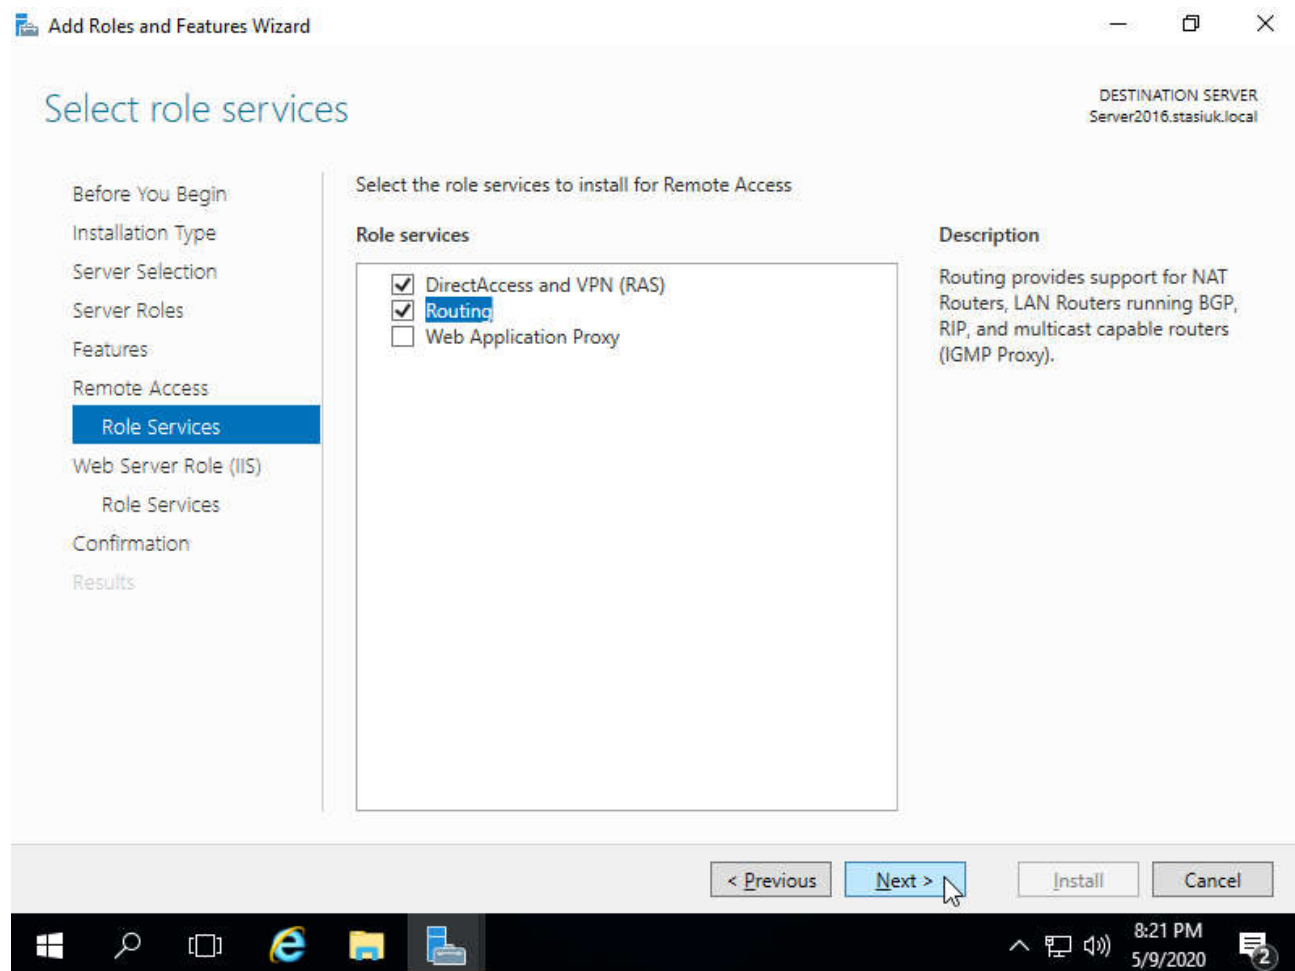 Add Roles and Features Wizard
Select role services
DESTINATION SERVER
Server2016.stasiuk.local
Before You Begin
Installation Type
Server Selection
Server Roles
Features
Remote Access
Role Services
Web Server Role (IIS)
Role Services
Confirmation
Results
Select the role services to install for Remote Access
Role services
DirectAccess and VPN (RAS)
Routing
Web Application Proxy
Description
Routing provides support for NAT
Routers, LAN Routers running BGP,
RIP, and multicast capable routers
(IGMP Proxy).
< Previous
Next >
Install
Cancel
8:21 PM
5/9/2020
2